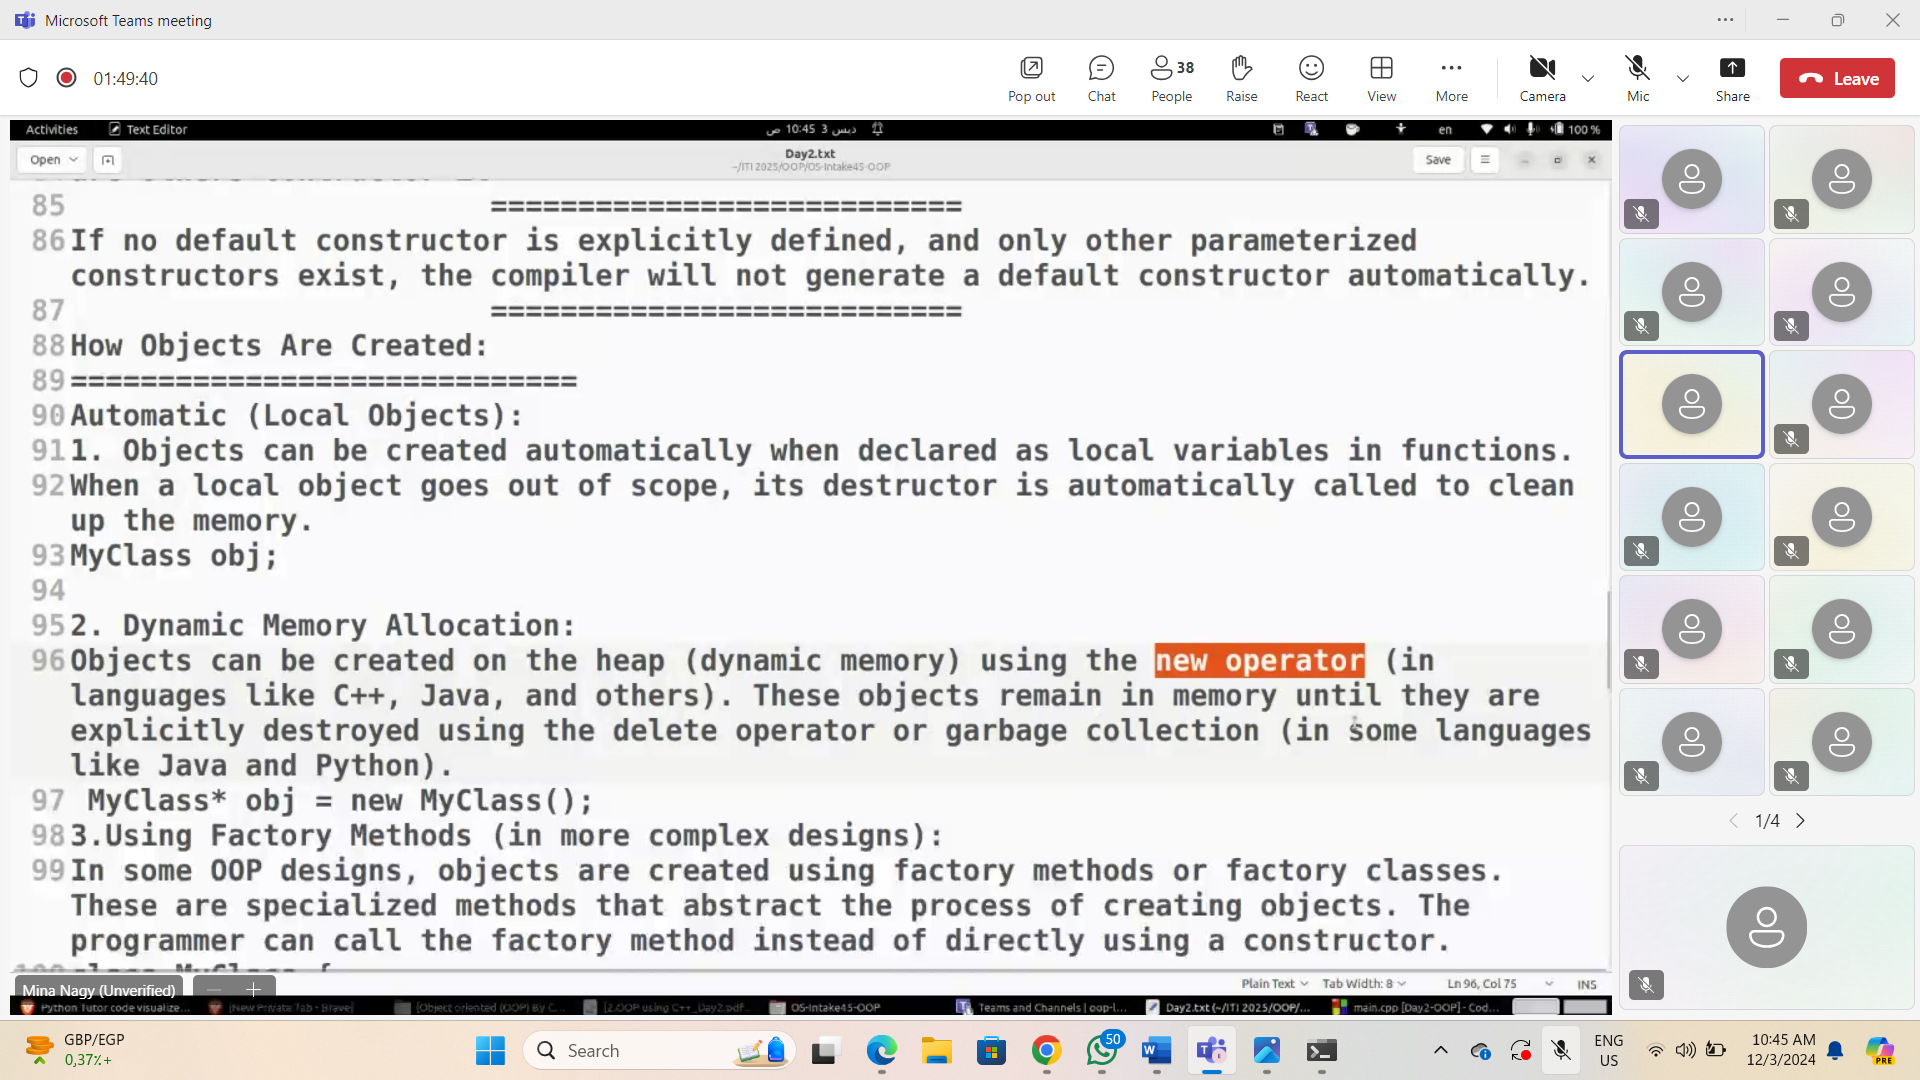 Microsoft Teams meeting
01:49:40
Pop out
Chat
38
People
Raise
React
View
More
Camera
Mic
Share
Leave
Activities
Text Editor
ديس 3 10:45 ص
en
100 %
Open
Day2.txt
~/ITI 2025/OOP/OS-Intake45-OOP
Save
85 ===========================
86 If no default constructor is explicitly defined, and only other parameterized
constructors exist, the compiler will not generate a default constructor automatically.
87 ===========================
88 How Objects Are Created:
89 =============================
90 Automatic (Local Objects):
91 1. Objects can be created automatically when declared as local variables in functions.
92 When a local object goes out of scope, its destructor is automatically called to clean
up the memory.
93 MyClass obj;
94
95 2. Dynamic Memory Allocation:
96 Objects can be created on the heap (dynamic memory) using the new operator (in
languages like C++, Java, and others). These objects remain in memory until they are
explicitly destroyed using the delete operator or garbage collection (in some languages
like Java and Python).
97 MyClass* obj = new MyClass();
98 3.Using Factory Methods (in more complex designs):
99 In some OOP designs, objects are created using factory methods or factory classes.
These are specialized methods that abstract the process of creating objects. The
programmer can call the factory method instead of directly using a constructor.
Mina Nagy (Unverified)
Plain Text
Tab Width: 8
Ln 96, Col 75
INS
Python Tutor code visualize...
(New Private Tab - Brave)
[Object oriented (OOP) By C...
[2.OOP using C++_Day2.pdf...
OS-Intake45-OOP
Teams and Channels | oop-i...
Day2.txt (~/ITI 2025/OOP/...
main.cpp [Day2-OOP] - Cod...
1/4
GBP/EGP
0,37%+
Search
50
PRE
ENG
US
10:45 AM
12/3/2024